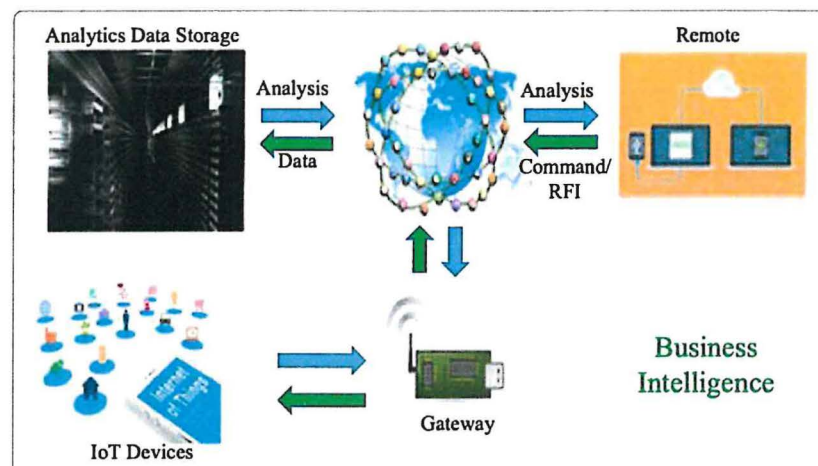 Analytics Data Storage
Remote
Analysis
Analysis
Data
Command/
RFI
Internet
of Things
Business
Intelligence
Gateway
IoT Devices